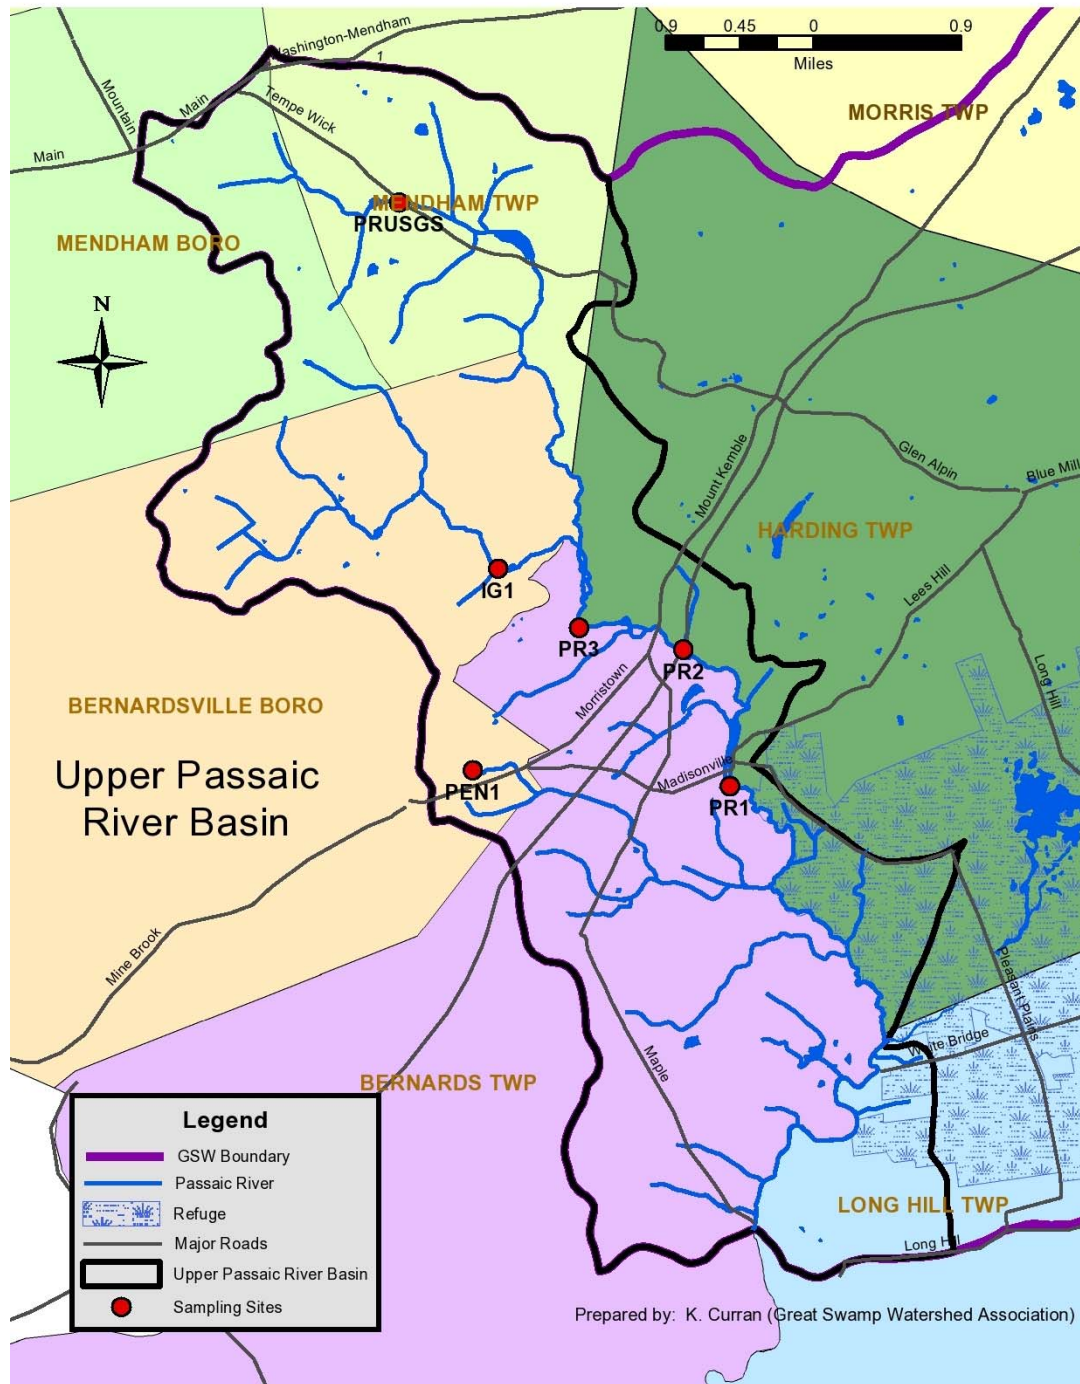 0.9 0.45 0 0.9
Miles
Washington-Mendham
1
Mountain
Main
Tempe Wick
Main
MORRIS TWP
MENDHAM TWP
PRUSGS
MENDHAM BORO
N
Mount Kemble
Glen Alpin
Blue Mill
HARDING TWP
IG1
Lees Hill
PR3
PR2
Long Hill
Morristown
BERNARDSVILLE BORO
Upper Passaic
River Basin
PEN1
Madisonville
PR1
Mine Brook
Pleasant Plains
White Bridge
Maple
BERNARDS TWP
LONG HILL TWP
Long Hill
Legend
GSW Boundary
Passaic River
Refuge
Major Roads
Upper Passaic River Basin
Sampling Sites
Prepared by: K. Curran (Great Swamp Watershed Association)